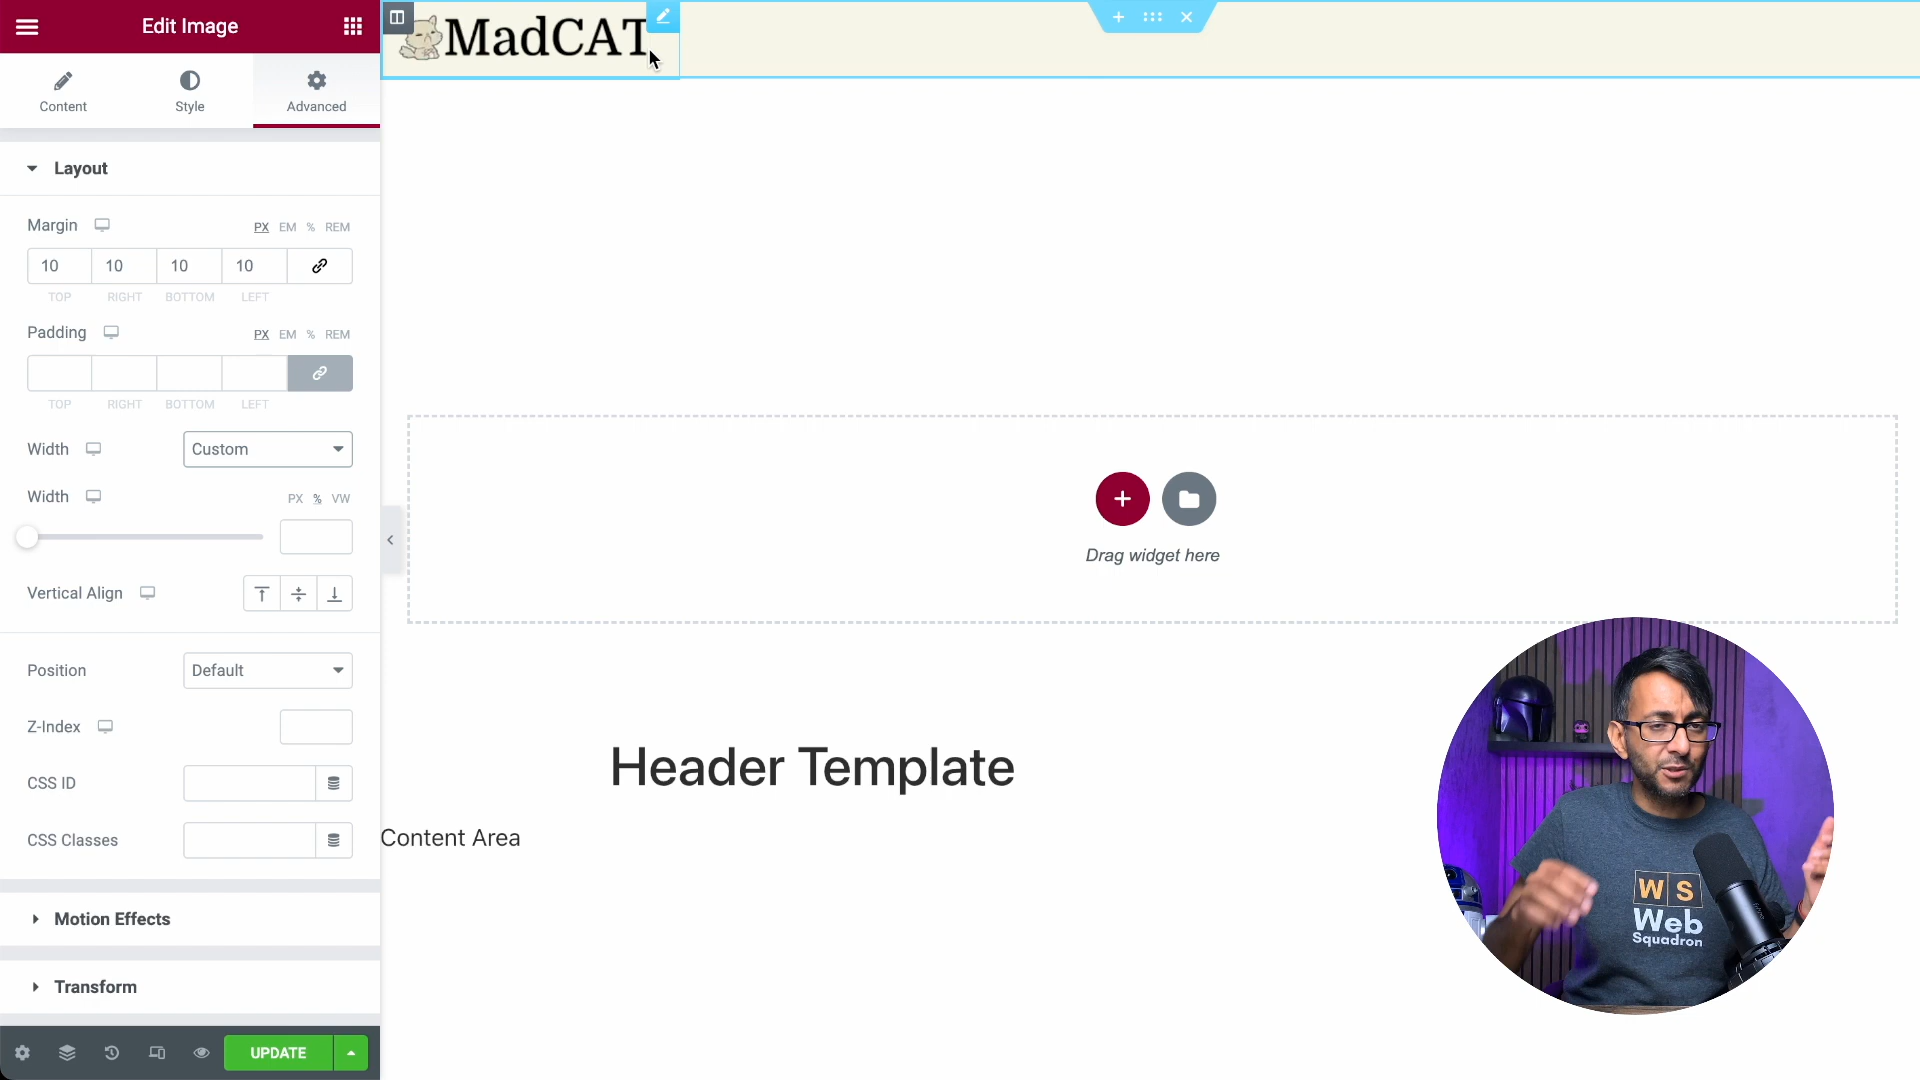 Edit Image
MadCAT
Content
Style
Advanced
Layout
Margin
PX EM % REM
10 10 10 10
TOP RIGHT BOTTOM LEFT
Padding
PX EM % REM
TOP RIGHT BOTTOM LEFT
Width
Custom
Width
PX % VW
Vertical Align
Position
Default
Z-Index
CSS ID
CSS Classes
Motion Effects
Transform
UPDATE
Drag widget here
Header Template
Content Area
W S
Web
Squadron